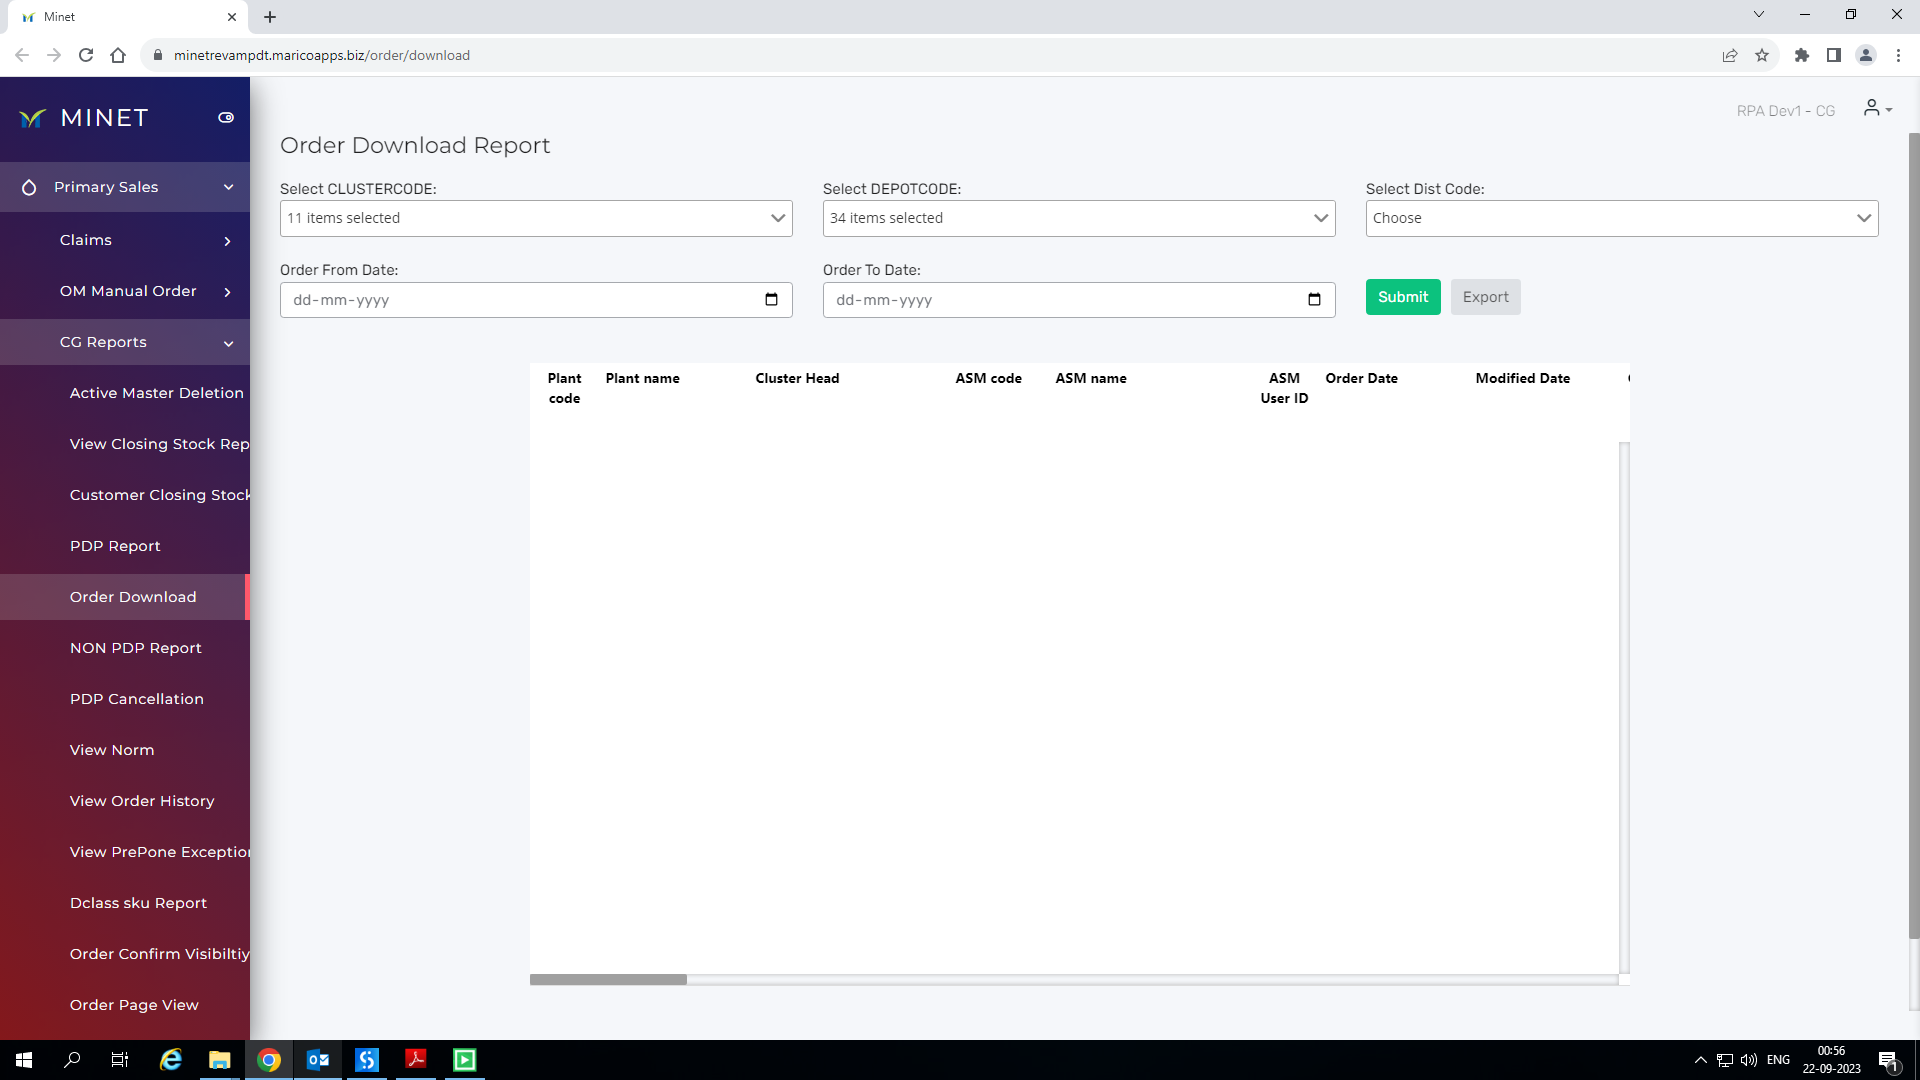 Minet
minetrevampdt.maricoapps.biz/order/download
MINET
RPA Dev1 - CG
Primary Sales
Claims
OM Manual Order
CG Reports
Active Master Deletion
View Closing Stock Rep
Customer Closing Stock
PDP Report
Order Download
NON PDP Report
PDP Cancellation
View Norm
View Order History
View PrePone Exception
Dclass sku Report
Order Confirm Visibiltiy
Order Page View
Order Download Report
Select CLUSTERCODE:
11 items selected
Select DEPOTCODE:
34 items selected
Select Dist Code:
Choose
Order From Date:
dd-mm-yyyy
Order To Date:
dd-mm-yyyy
Submit
Export
Plant code
Plant name
Cluster Head
ASM code
ASM name
ASM User ID
Order Date
Modified Date
ENG
00:56
22-09-2023
1